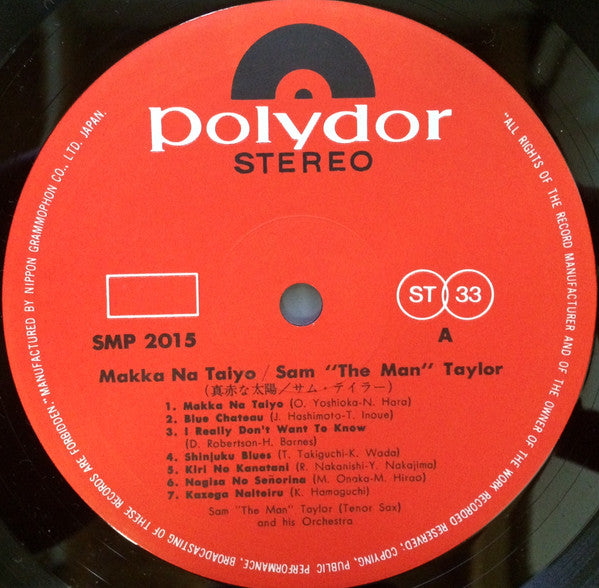 polydor
STEREO
SMP 2015
ST 33
A
Makka Na Taiyo / Sam "The Man" Taylor
(真赤な太陽/サム・テイラー)
1. Makka Na Taiyo (O. Yoshioka-N. Hara)
2. Blue Chateau (J. Hashimoto-T. Inoue)
3. I Really Don't Want To Know
(D. Robertson-H. Barnes)
4. Shinjuku Blues (T. Takiguchi-K. Wada)
5. Kiri No Kanatani (R. Nakanishi-Y. Nakajima)
6. Nagisa No Señorina (M. Onaka-M. Hirao)
7. Kazega Naiteiru (K. Hamaguchi)
Sam "The Man" Taylor (Tenor Sax)
and his Orchestra
"ALL RIGHTS OF THE RECORD MANUFACTURER AND OF THE OWNER OF THE WORK RECORDED RESERVED, COPYING, PUBLIC PERFORMANCE, BROADCASTING OF THESE RECORDS ARE FORBIDDEN." MANUFACTURED BY NIPPON GRAMMOPHON CO., LTD. JAPAN.